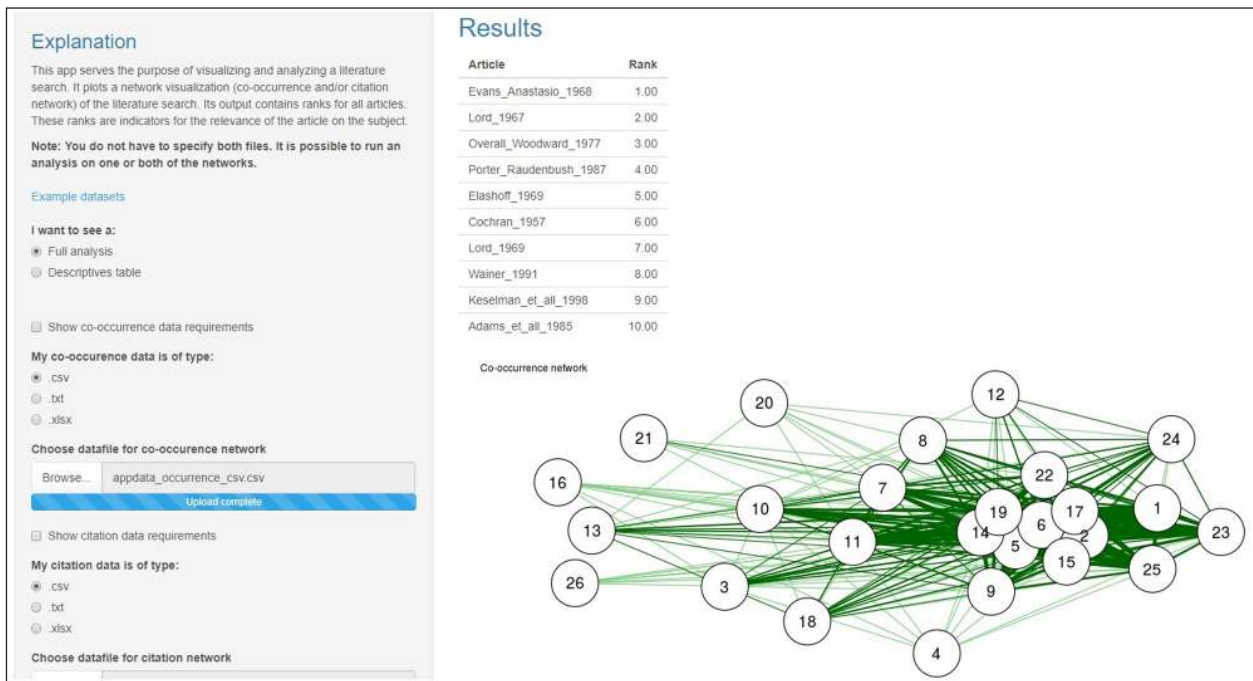 Explanation
This app serves the purpose of visualizing and analyzing a literature
search. It plots a network visualization (co-occurrence and/or citation
network) of the literature search. Its output contains ranks for all articles.
These ranks are indicators for the relevance of the article on the subject.
Note: You do not have to specify both files. It is possible to run an
analysis on one or both of the networks.
Example datasets
I want to see a:
Full analysis
Descriptives table
Show co-occurrence data requirements
My co-occurence data is of type:
.csv
.txt
.xlsx
Choose datafile for co-occurence network
Browse... appdata_occurrence_csv.csv
Upload complete
Show citation data requirements
My citation data is of type:
.csv
.txt
.xlsx
Choose datafile for citation network
Results
Article Rank
Evans_Anastasio_1968 1.00
Lord_1967 2.00
Overall_Woodward_1977 3.00
Porter_Raudenbush_1987 4.00
Elashoff_1969 5.00
Cochran_1957 6.00
Lord_1969 7.00
Wainer_1991 8.00
Keselman_et_all_1998 9.00
Adams_et_all_1985 10.00
Co-occurrence network
12
20
21
8
24
22
16
7
10
19
17
1
13
6
14
2
23
11
5
15
25
26
3
9
18
4